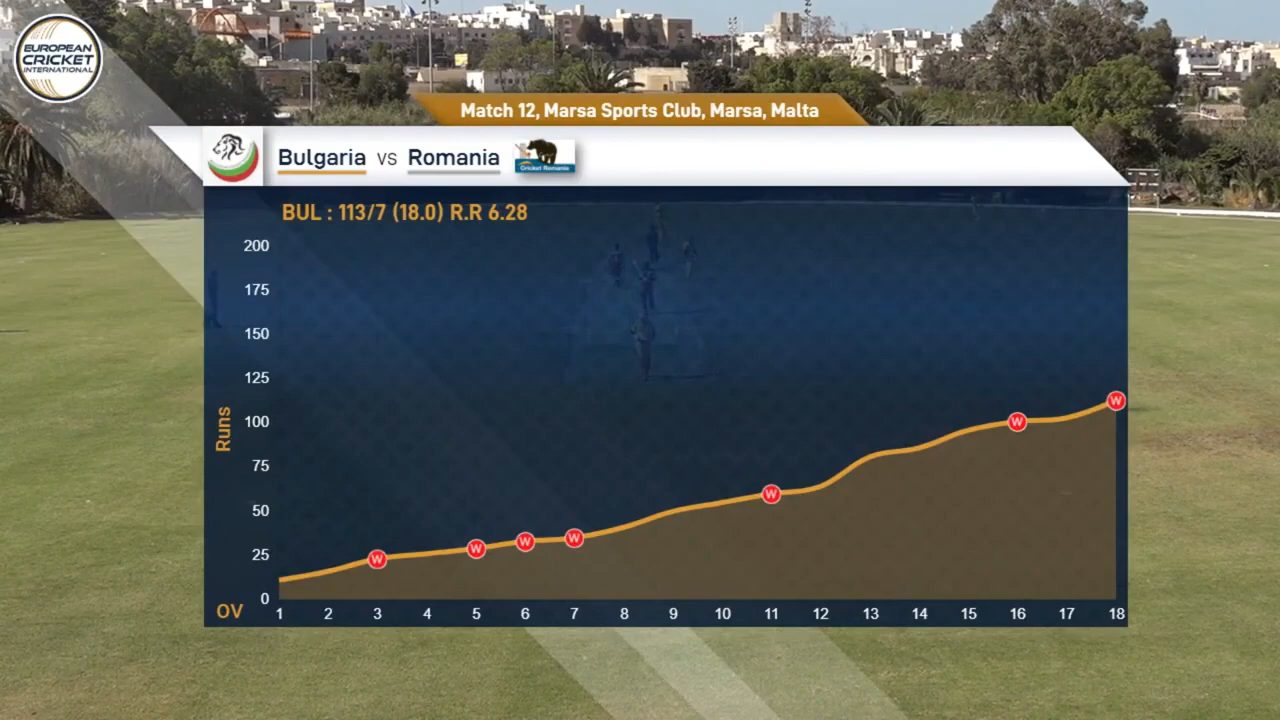 EUROPEAN
CRICKET
INTERNATIONAL
Match 12, Marsa Sports Club, Marsa, Malta
Bulgaria vs Romania
Cricket Romania
BUL : 113/7 (18.0) R.R 6.28
200
175
150
125
100
75
50
25
0
Runs
W W W W W W W
OV 1 2 3 4 5 6 7 8 9 10 11 12 13 14 15 16 17 18